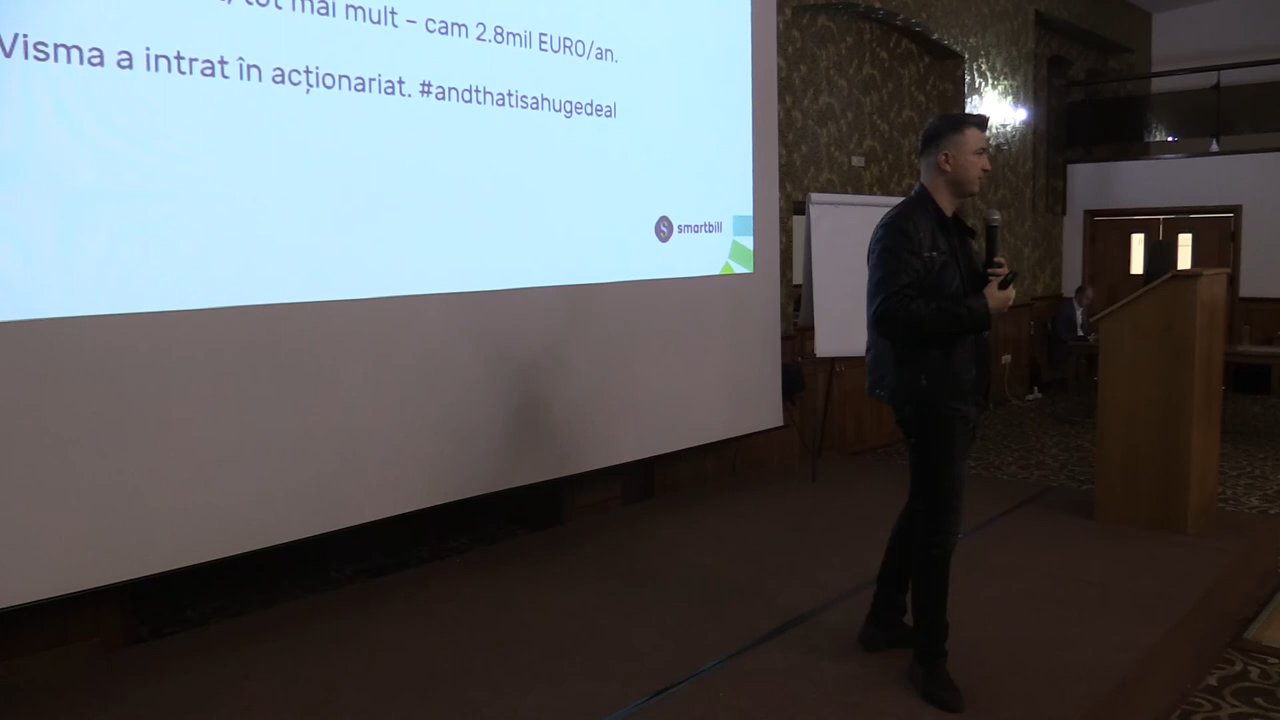 tot mai mult – cam 2.8mil EURO/an.
Visma a intrat în acționariat. #andthatisahugedeal
smartbill